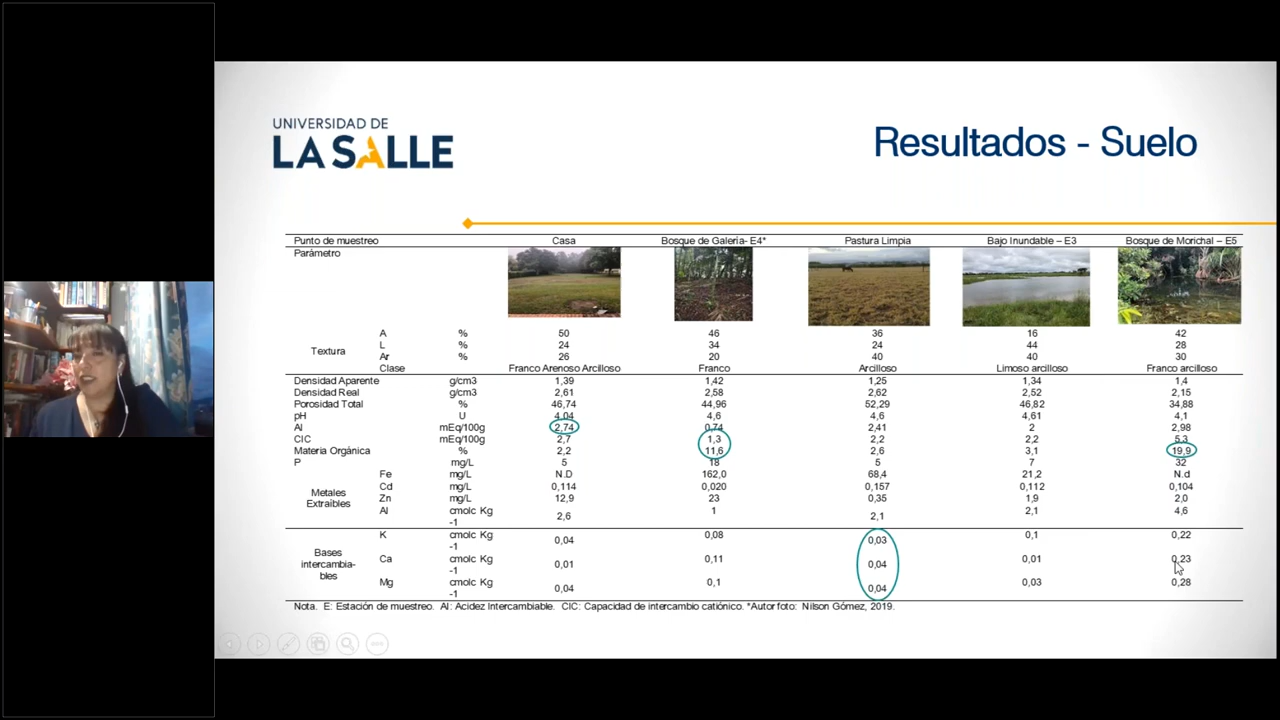 UNIVERSIDAD DE
LA SALLE
Resultados - Suelo
Punto de muestreo Casa Bosque de Galería- E4* Pastura Limpia Bajo Inundable – E3 Bosque de Morichal – E5
Parámetro
A % 50 46 36 16 42
Textura L % 24 34 24 44 28
Ar % 26 20 40 40 30
Clase Franco Arenoso Arcilloso Franco Arcilloso Limoso arcilloso Franco arcilloso
Densidad Aparente g/cm3 1,39 1,42 1,25 1,34 1,4
Densidad Real g/cm3 2,61 2,58 2,62 2,52 2,15
Porosidad Total % 46,74 44,96 52,29 46,82 34,88
pH U 4,04 4,6 4,6 4,61 4,1
AI mEq/100g 2,74 0,74 2,41 2 2,98
CIC mEq/100g 2,7 1,3 2,2 2,2 5,3
Materia Orgánica % 2,2 11,6 2,6 3,1 19,9
P mg/L 5 18 5 7 32
Metales Extraíbles Fe mg/L N.D 162,0 68,4 21,2 N.d
Cd mg/L 0,114 0,020 0,157 0,112 0,104
Zn mg/L 12,9 23 0,35 1,9 2,0
Al cmolc Kg -1 2,6 1 2,1 2,1 4,6
Bases intercambia-bles K cmolc Kg -1 0,04 0,08 0,03 0,1 0,22
Ca cmolc Kg -1 0,01 0,11 0,04 0,01 0,23
Mg cmolc Kg -1 0,04 0,1 0,04 0,03 0,28
Nota. E: Estación de muestreo. AI: Acidez Intercambiable. CIC: Capacidad de intercambio catiónico. *Autor foto: Nilson Gómez, 2019.